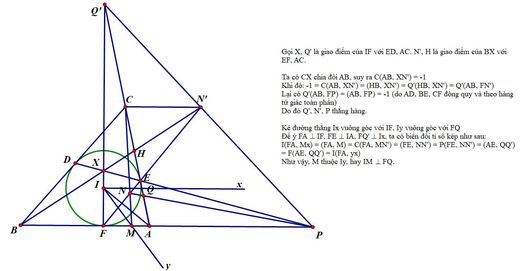 Q'
C
N'
H
D
X
E
I
N
Q
x
B
F
M
A
P
y
Gọi X, Q' là giao điểm của IF với ED, AC. N', H là giao điểm của BX với
EF, AC.
Ta có CX chia đôi AB, suy ra C(AB, XN') = -1
Khi đó: -1 = C(AB, XN') = (HB, XN') = Q'(HB, XN') = Q'(AB, FN')
Lại có Q'(AB, FP) = (AB, FP) = -1 (do AD, BE, CF đồng quy và theo hàng
tứ giác toàn phần)
Do đó Q', N', P thẳng hàng.
Kẻ đường thẳng Ix vuông góc với IF, Iy vuông góc với FQ
Để ý FA ⊥ IF, FE ⊥ IA, FQ' ⊥ Ix, ta có biến đổi tỉ số kép như sau:
I(FA, Mx) = (FA, M) = C(FA, MN') = (FE, NN') = P(FE, NN') = (AE, QQ')
= F(AE, QQ') = I(FA, yx)
Như vậy, M thuộc Iy, hay IM ⊥ FQ.